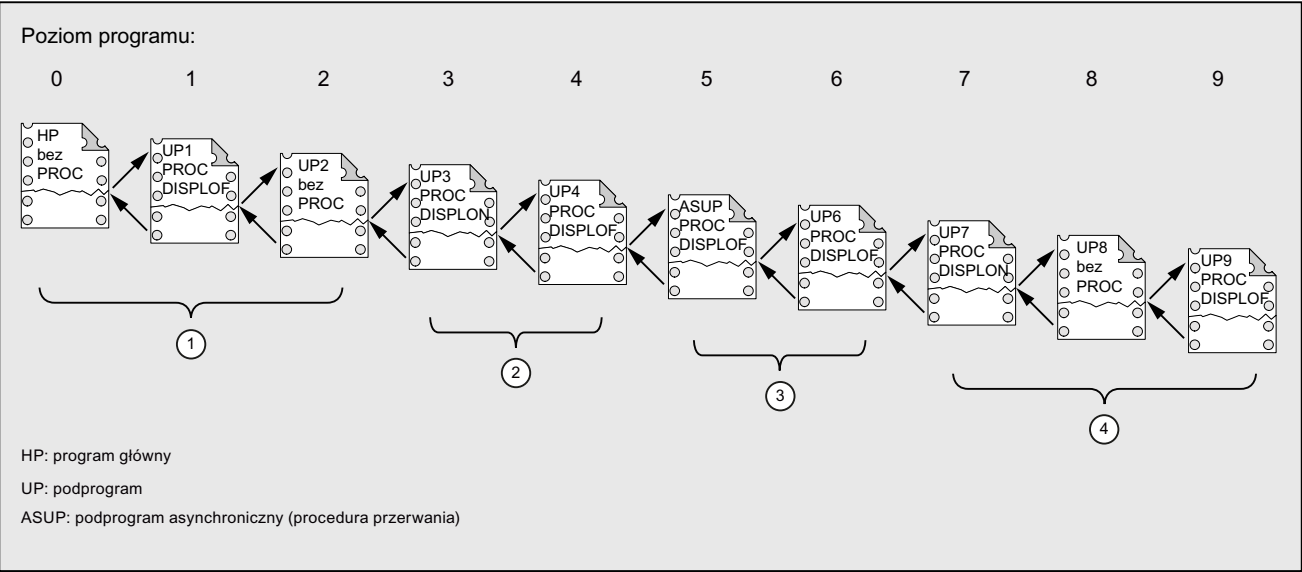 Poziom programu:
0 1 2 3 4 5 6 7 8 9
HP
bez
PROC
UP1
PROC
DISPLOF
UP2
bez
PROC
UP3
PROC
DISPLON
UP4
PROC
DISPLOF
ASUP
PROC
DISPLOF
UP6
PROC
DISPLOF
UP7
PROC
DISPLON
UP8
bez
PROC
UP9
PROC
DISPLOF
1
2
3
4
HP: program główny
UP: podprogram
ASUP: podprogram asynchroniczny (procedura przerwania)